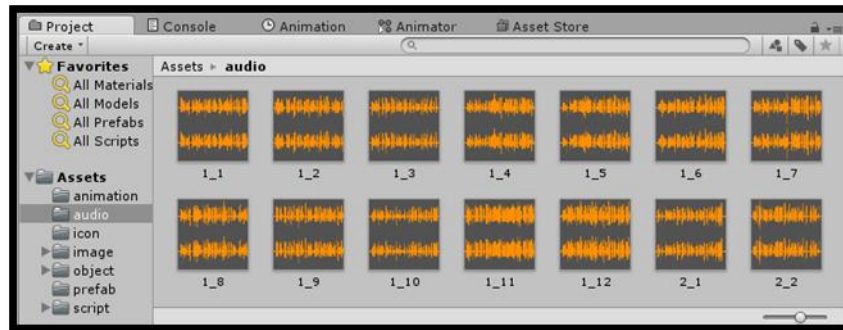 Project Console Animation Animator Asset Store
Create
Favorites
All Materials
All Models
All Prefabs
All Scripts
Assets
animation
audio
icon
image
object
prefab
script
Assets audio
1_1 1_2 1_3 1_4 1_5 1_6 1_7
1_8 1_9 1_10 1_11 1_12 2_1 2_2